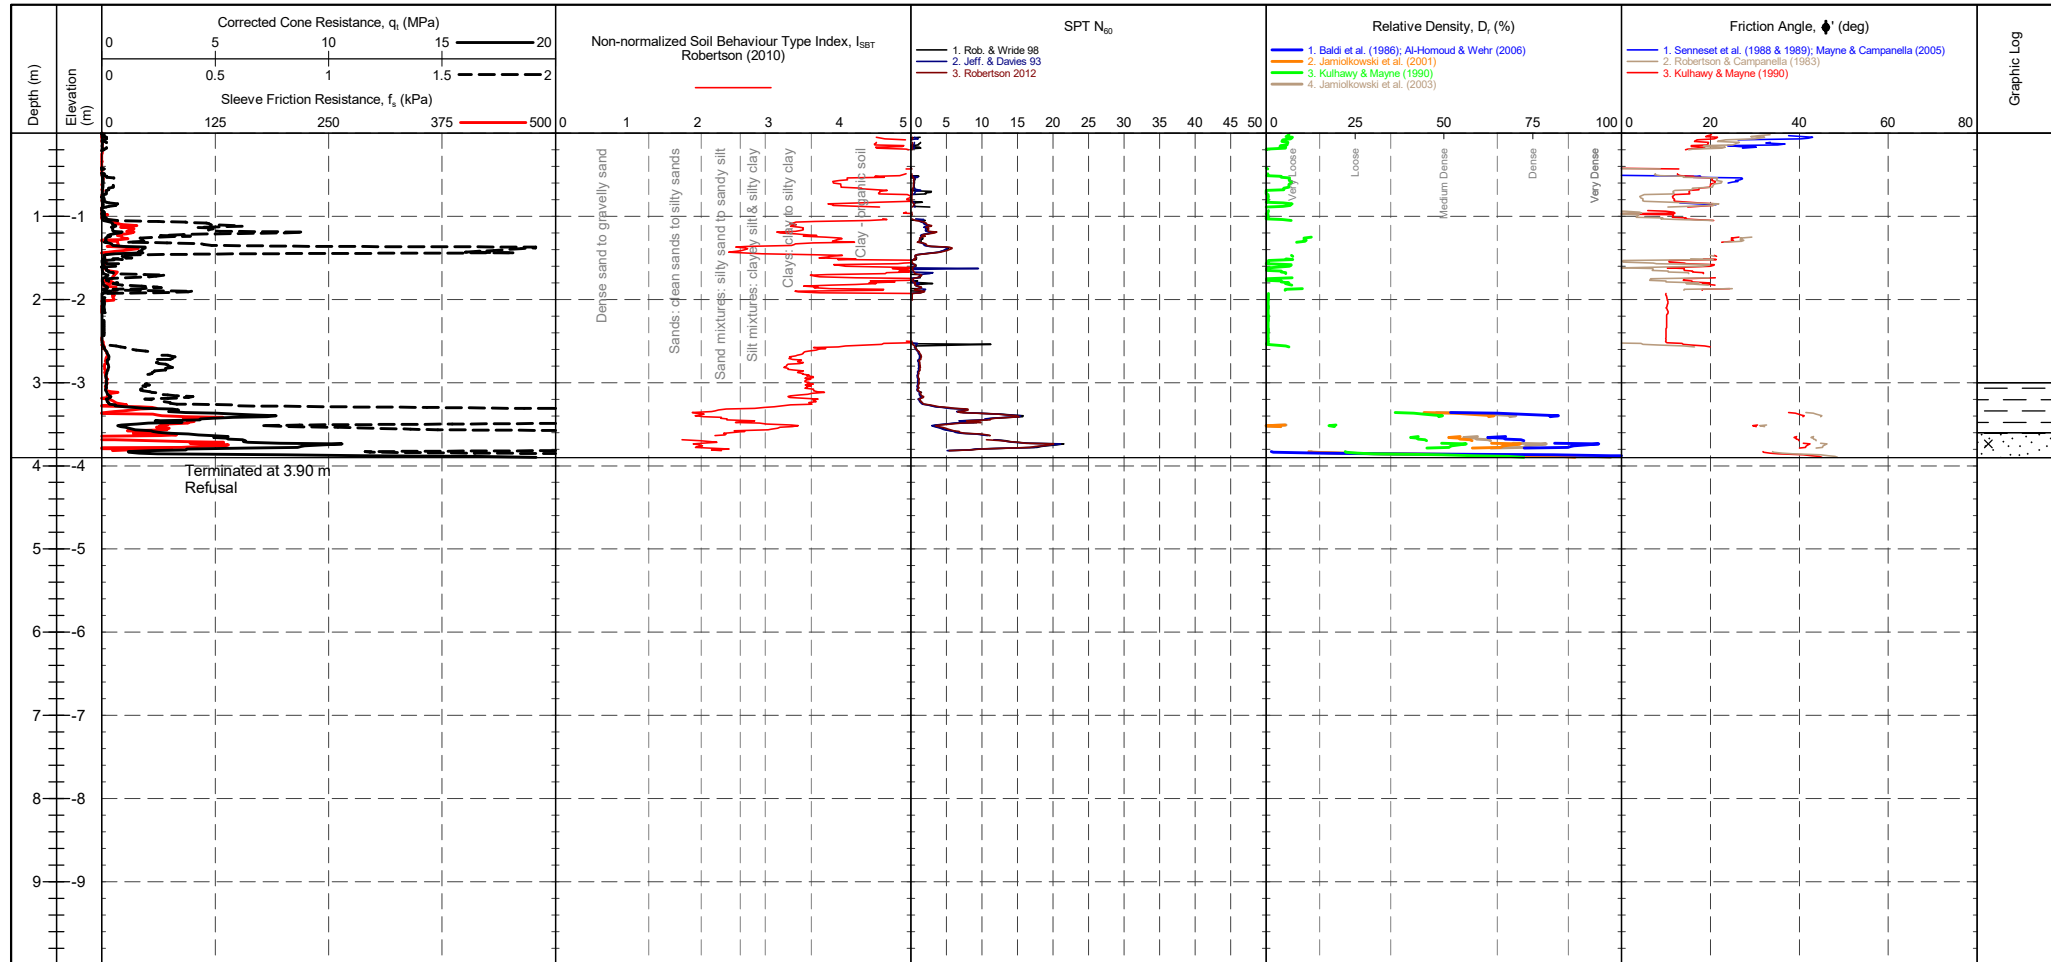 Depth (m)
Elevation
(m)
Corrected Cone Resistance, qt (MPa)
0 5 10 15 20
0 0.5 1 1.5 2
Sleeve Friction Resistance, fs (kPa)
0 125 250 375 500
Non-normalized Soil Behaviour Type Index, ISBT
Robertson (2010)
0 1 2 3 4 5
SPT N60
1. Rob. & Wride 98
2. Jeff. & Davies 93
3. Robertson 2012
0 5 10 15 20 25 30 35 40 45 50
Relative Density, Dr (%)
1. Baldi et al. (1986); Al-Homoud & Wehr (2006)
2. Jamiolkowski et al. (2001)
3. Kulhawy & Mayne (1990)
4. Jamiolkowski et al. (2003)
0 25 50 75 100
Friction Angle, ϕ' (deg)
1. Senneset et al. (1988 & 1989); Mayne & Campanella (2005)
2. Robertson & Campanella (1983)
3. Kulhawy & Mayne (1990)
0 20 40 60 80
Graphic Log
Dense sand to gravelly sand
Sands: clean sands to silty sands
Sand mixtures: silty sand to sandy silt
Silt mixtures: clayey silt & silty clay
Clays: clay to silty clay
Clay - organic soil
Very Loose
Loose
Medium Dense
Dense
Very Dense
1 -1
2 -2
3 -3
4 -4
Terminated at 3.90 m
Refusal
5 -5
6 -6
7 -7
8 -8
9 -9